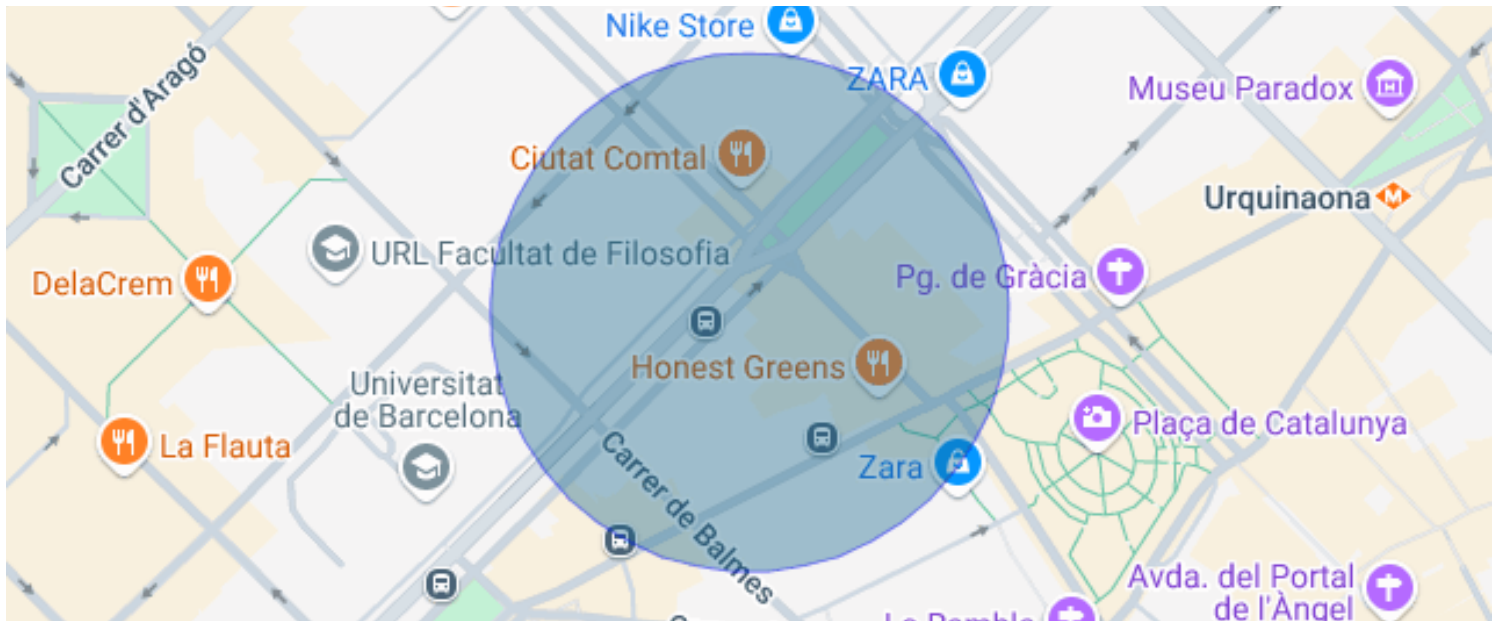 Nike Store
ZARA
Museu Paradox
Carrer d'Aragó
Ciutat Comtal
Urquinaona
URL Facultat de Filosofia
DelaCrem
Pg. de Gràcia
Honest Greens
Universitat
de Barcelona
Plaça de Catalunya
La Flauta
Zara
Carrer de Balmes
Avda. del Portal
de l'Àngel